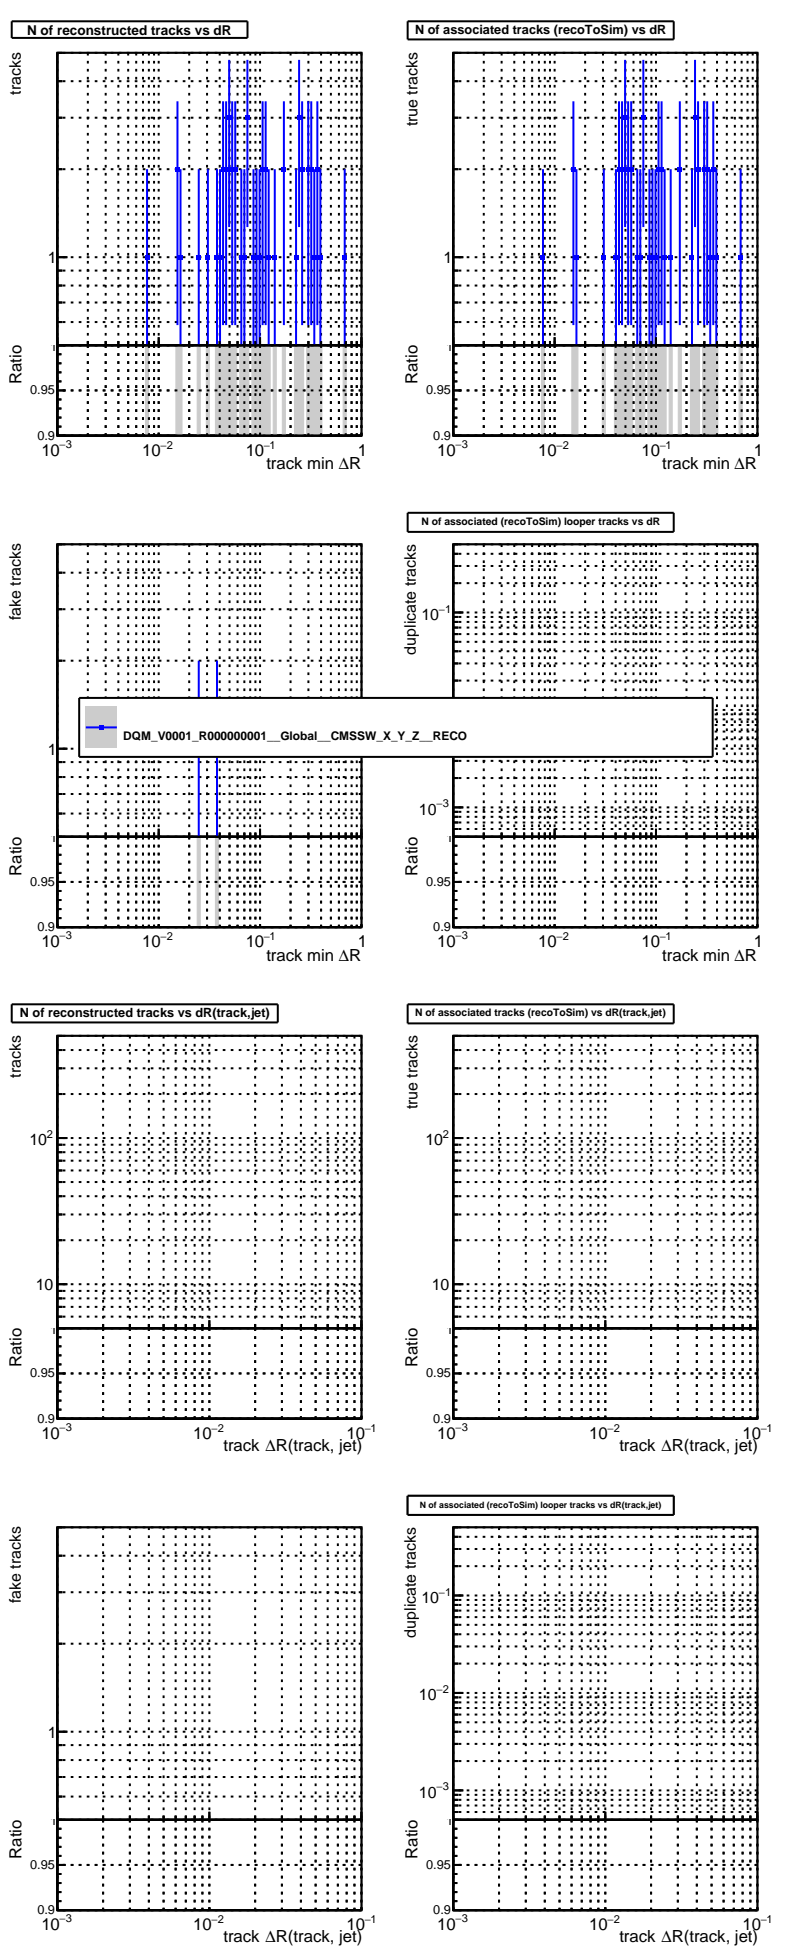 N of reconstructed tracks vs dR
N of associated tracks (recoToSim) vs dR
tracks
1
Ratio
1
0.95
0.9
10⁻³
10⁻²
10⁻¹
1
track min ΔR
true tracks
1
Ratio
1
0.95
0.9
10⁻³
10⁻²
10⁻¹
1
track min ΔR
N of associated (recoToSim) looper tracks vs dR
fake tracks
1
Ratio
1
0.95
0.9
10⁻³
10⁻²
10⁻¹
1
track min ΔR
duplicate tracks
10⁻¹
10⁻³
Ratio
1
0.95
0.9
10⁻³
10⁻²
10⁻¹
1
track min ΔR
DQM_V0001_R000000001__Global__CMSSW_X_Y_Z__RECO
N of reconstructed tracks vs dR(track,jet)
N of associated tracks (recoToSim) vs dR(track,jet)
tracks
10²
10
Ratio
1
0.95
0.9
10⁻³
10⁻²
10⁻¹
track ΔR(track, jet)
true tracks
10²
10
Ratio
1
0.95
0.9
10⁻³
10⁻²
10⁻¹
track ΔR(track, jet)
N of associated (recoToSim) looper tracks vs dR(track,jet)
fake tracks
1
Ratio
1
0.95
0.9
10⁻³
10⁻²
10⁻¹
track ΔR(track, jet)
duplicate tracks
10⁻¹
10⁻²
10⁻³
Ratio
1
0.95
0.9
10⁻³
10⁻²
10⁻¹
track ΔR(track, jet)